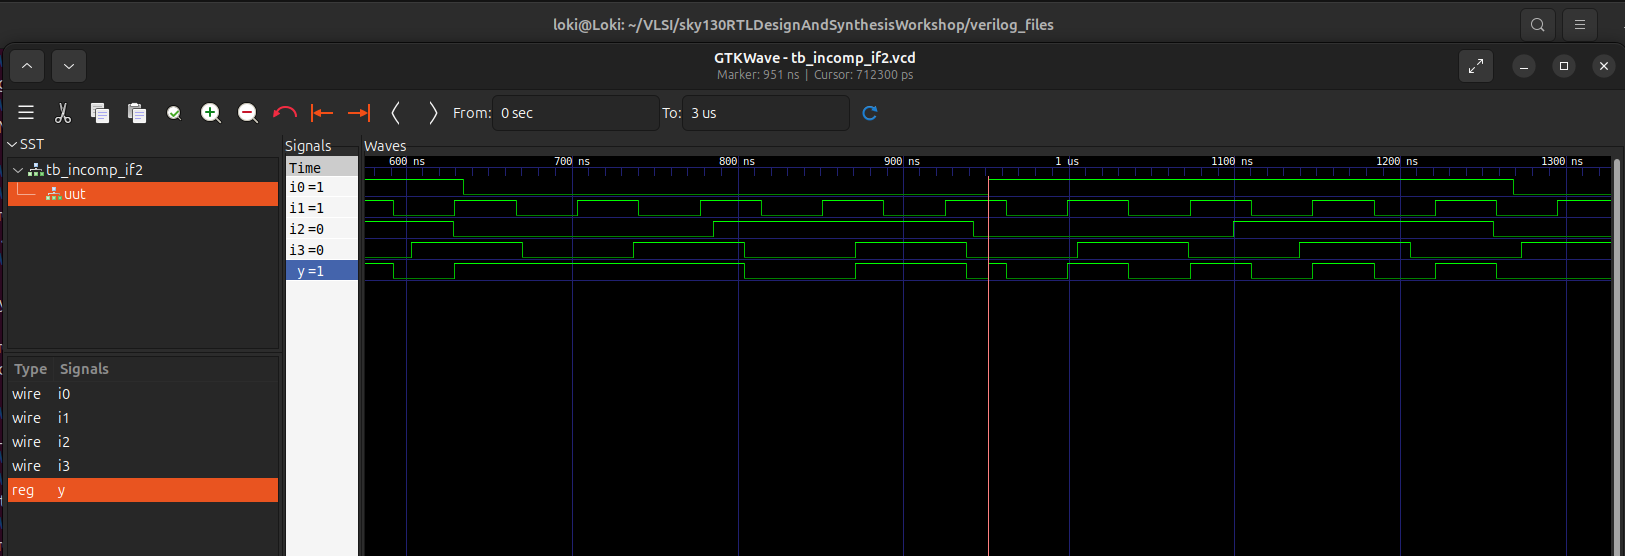 loki@Loki: ~/VLSI/sky130RTLDesignAndSynthesisWorkshop/verilog_files
GTKWave - tb_incomp_if2.vcd
Marker: 951 ns | Cursor: 712300 ps
From: 0 sec To: 3 us
SST
tb_incomp_if2
uut
Type Signals
wire i0
wire i1
wire i2
wire i3
reg y
Signals
Time
i0 =1
i1 =1
i2 =0
i3 =0
y =1
Waves
600 ns 700 ns 800 ns 900 ns 1 us 1100 ns 1200 ns 1300 ns